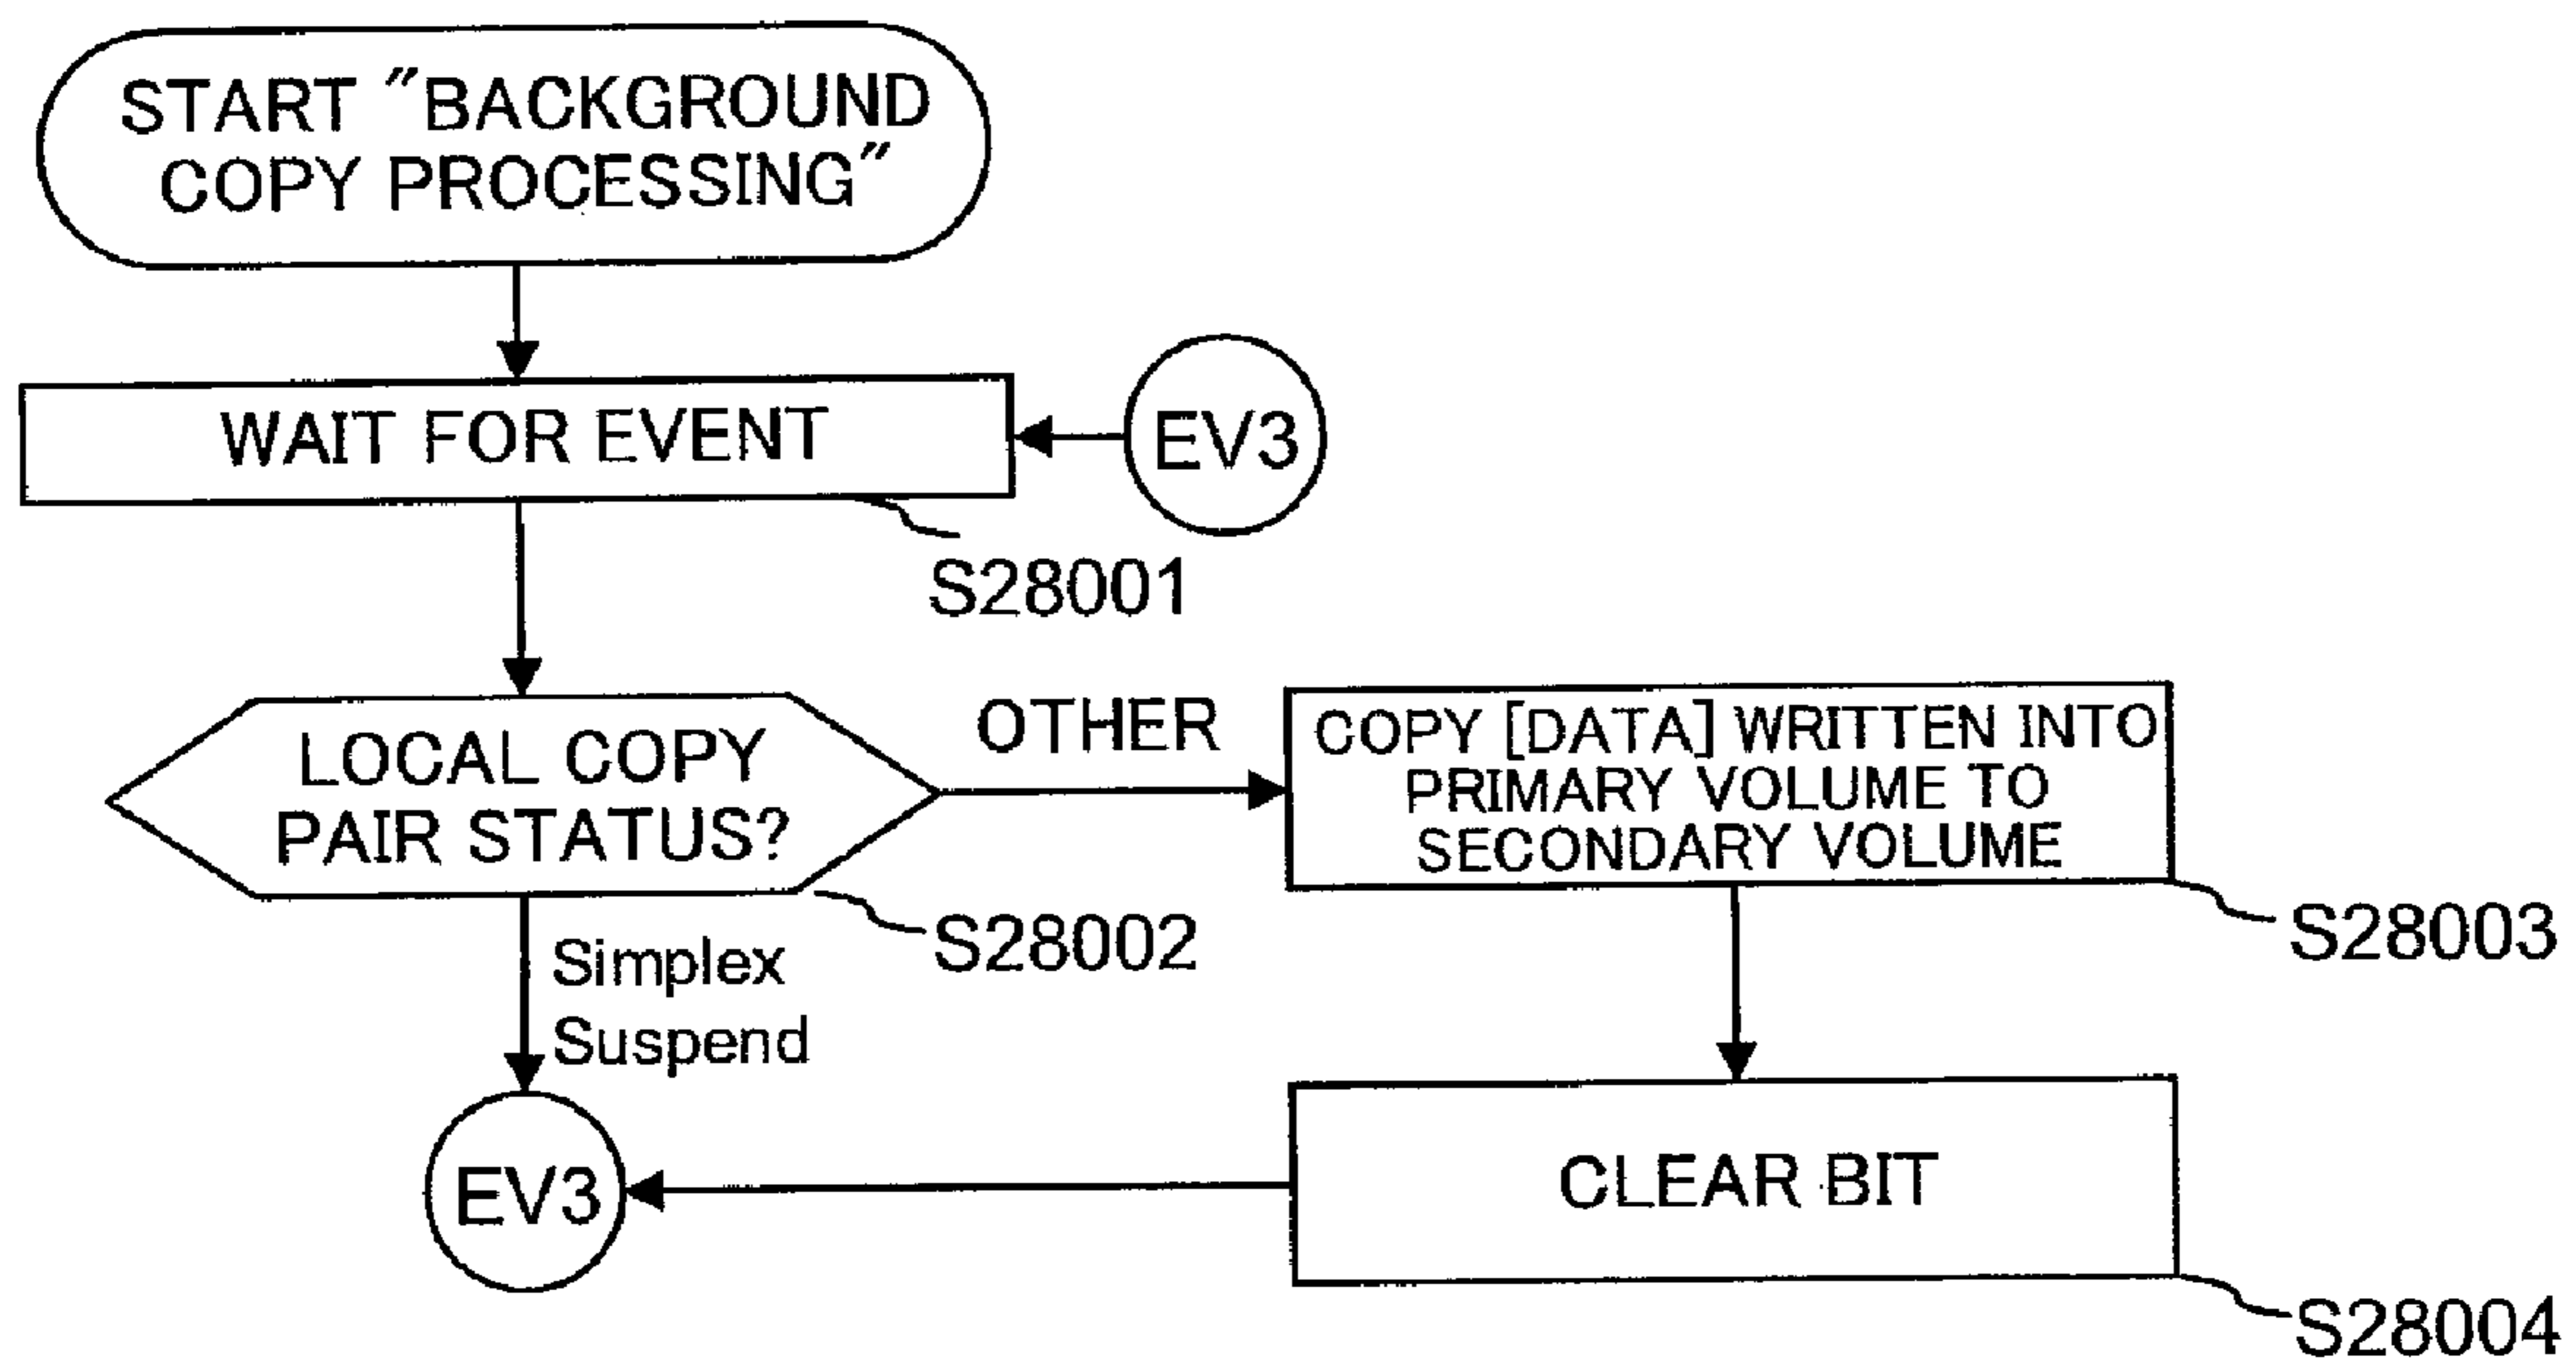 START "BACKGROUND
COPY PROCESSING"
WAIT FOR EVENT
EV3
S28001
LOCAL COPY
PAIR STATUS?
S28002
OTHER
COPY [DATA] WRITTEN INTO
PRIMARY VOLUME TO
SECONDARY VOLUME
S28003
Simplex
Suspend
EV3
CLEAR BIT
S28004